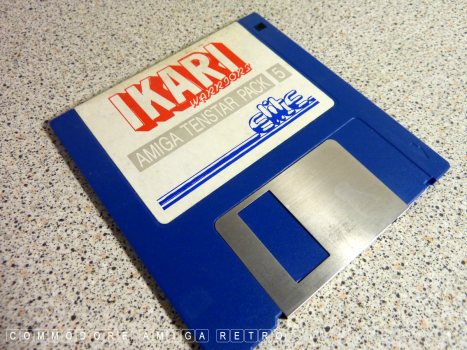 IKARI
WARRIORS
AMIGA TENSTAR PACK 5
elite
COMMODORE AMIGA RETRO